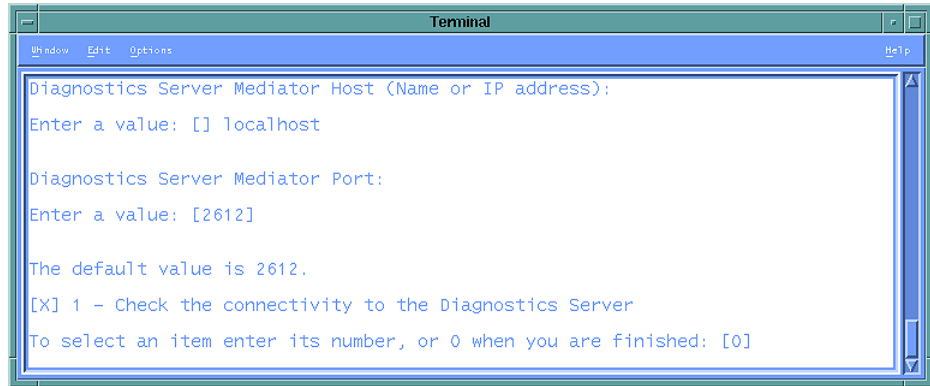 Terminal
Window Edit Options Help
Diagnostics Server Mediator Host (Name or IP address):
Enter a value: [] localhost
Diagnostics Server Mediator Port:
Enter a value: [2612]
The default value is 2612.
[X] 1 – Check the connectivity to the Diagnostics Server
To select an item enter its number, or 0 when you are finished: [0]